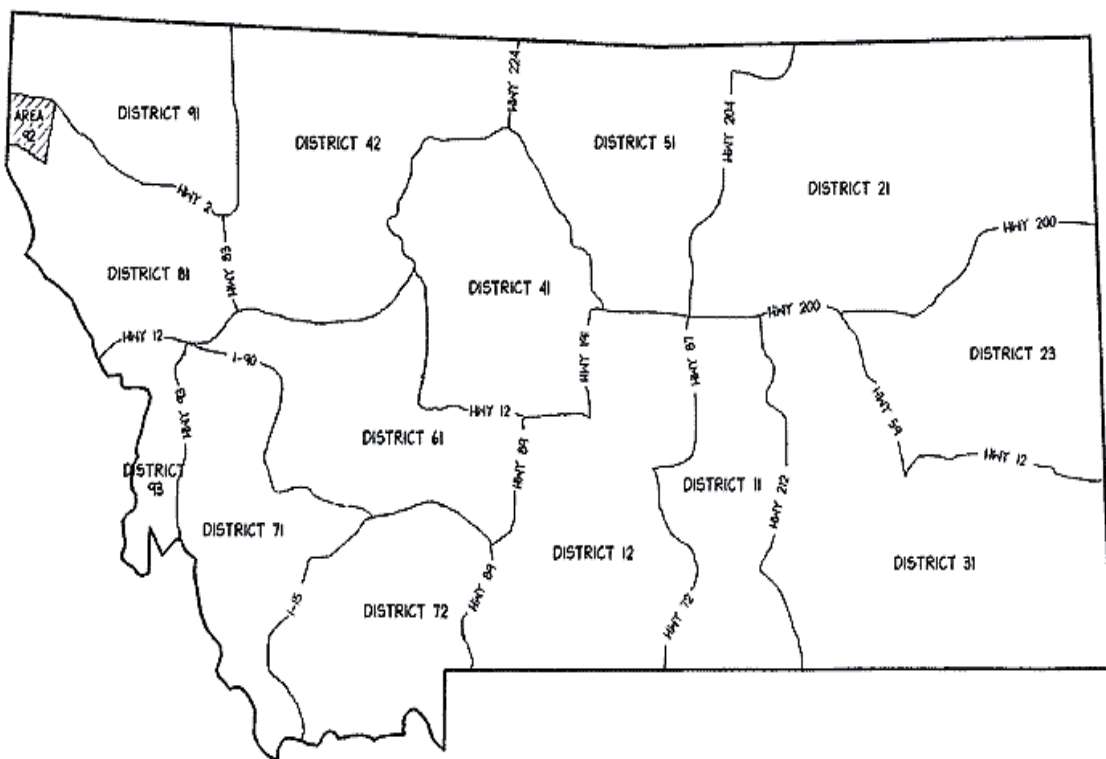 HWY 224
HWY 204
DISTRICT 91
AREA
92
DISTRICT 42
DISTRICT 51
DISTRICT 21
HWY 2
HWY 200
HWY 83
DISTRICT 81
DISTRICT 41
HWY 200
HWY 12
I-90
HWY 191
HWY 87
DISTRICT 23
HWY 93
HWY 12
HWY 59
DISTRICT 61
HWY 89
HWY 12
DISTRICT
93
DISTRICT 11
HWY 212
DISTRICT 71
DISTRICT 12
DISTRICT 31
HWY 89
I-15
DISTRICT 72
HWY 72